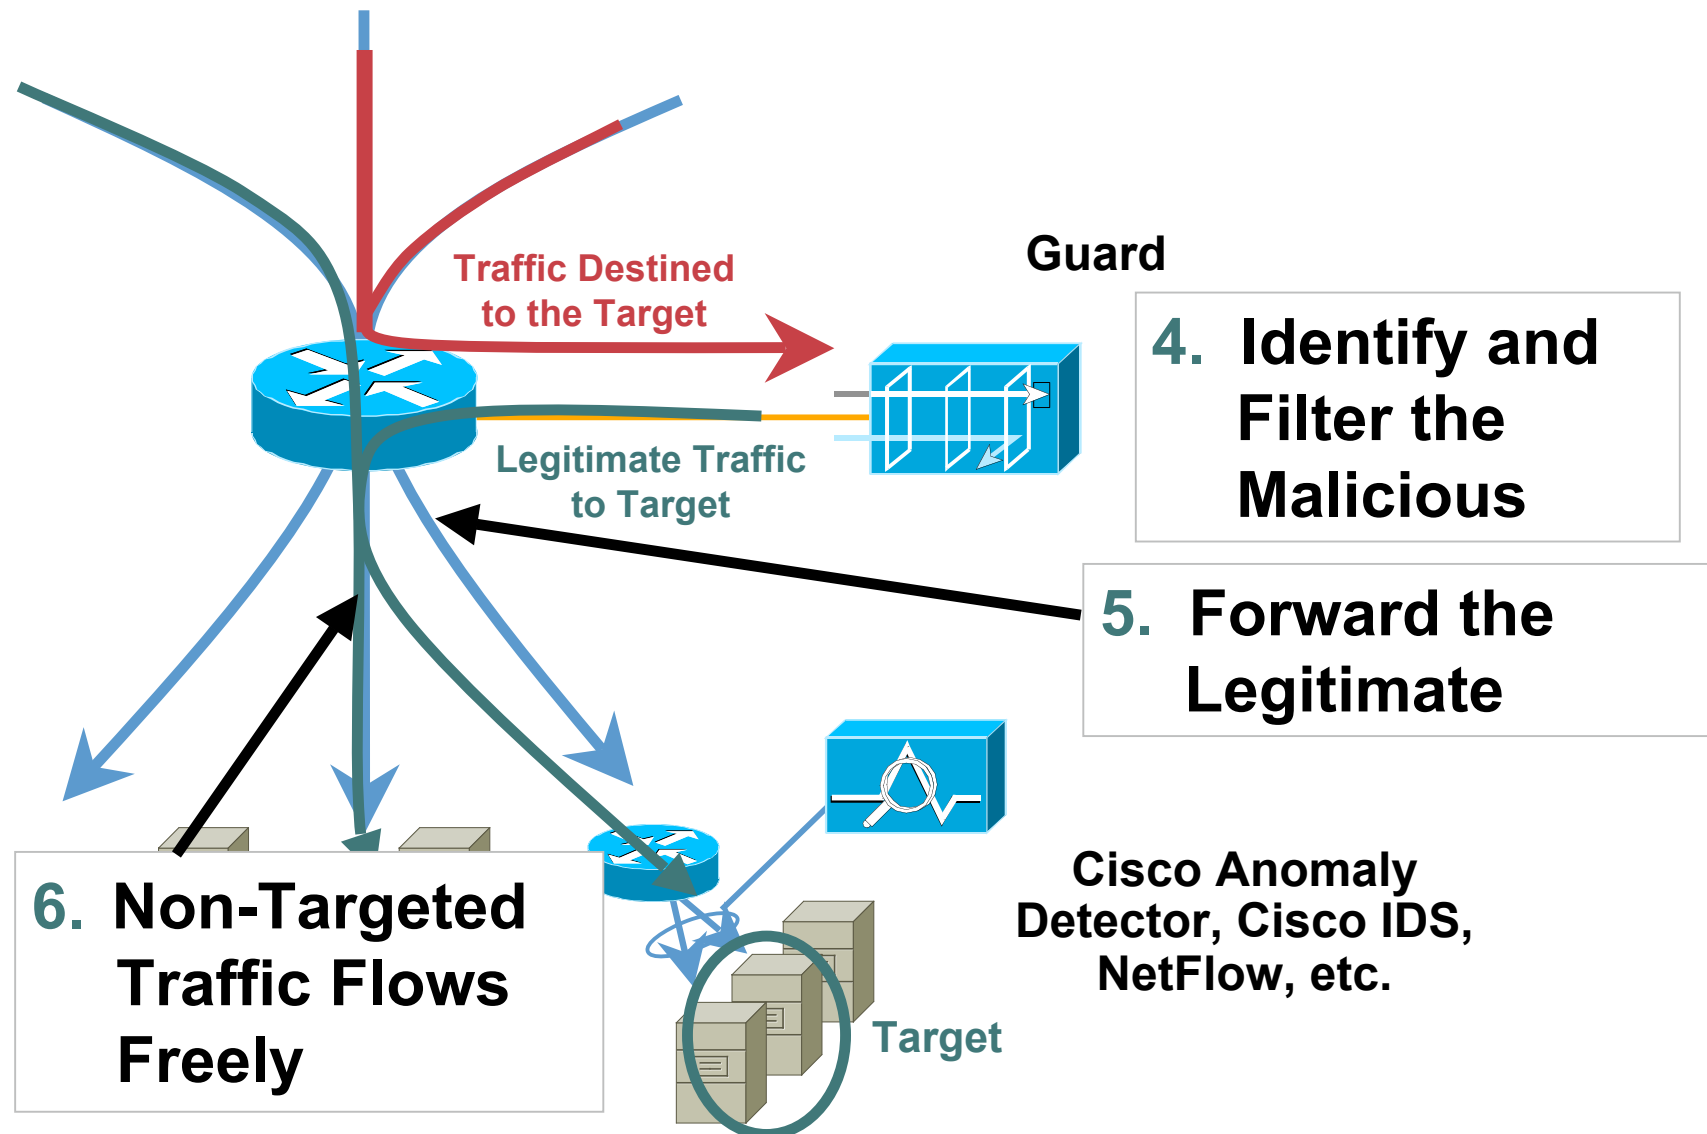 Traffic Destined
to the Target
Guard
4. Identify and
Filter the
Malicious
Legitimate Traffic
to Target
5. Forward the
Legitimate
6. Non-Targeted
Traffic Flows
Freely
Cisco Anomaly
Detector, Cisco IDS,
NetFlow, etc.
Target